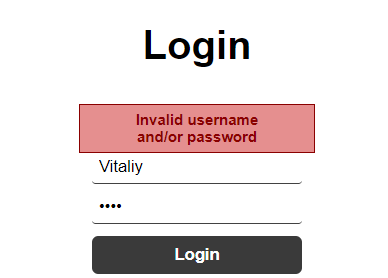 Login
Invalid username
and/or password
Vitaliy
••••
Login